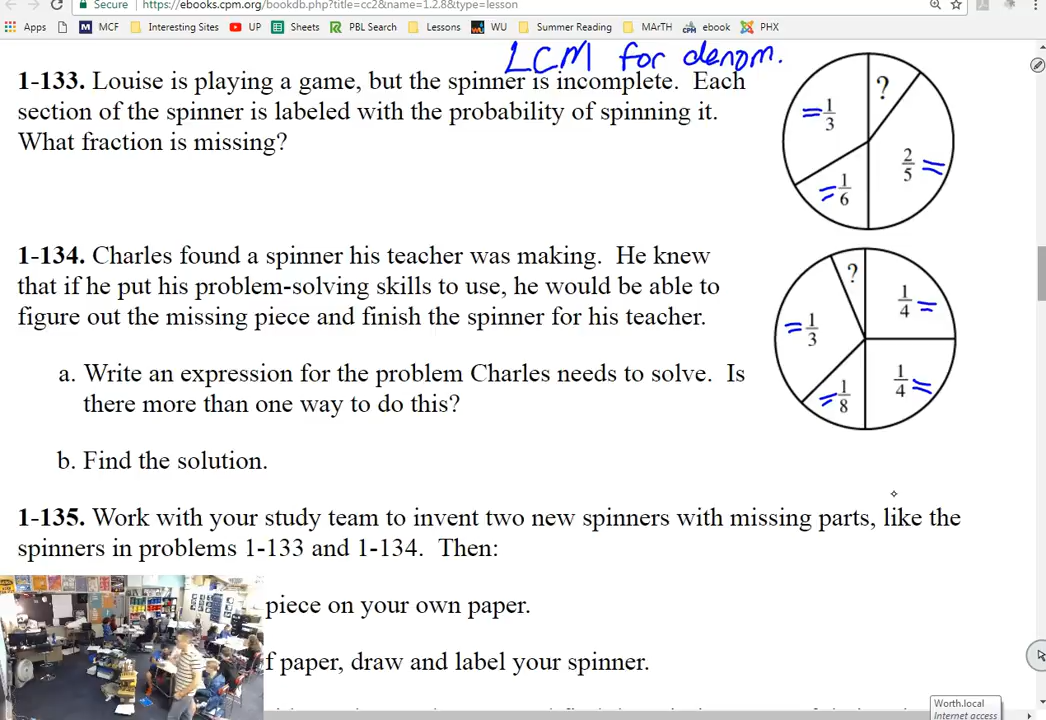 Secure
https://ebooks.cpm.org/bookdb.php?title=cc2&name=1.2.8&type=lesson
Apps
MCF
Interesting Sites
UP
Sheets
PBL Search
Lessons
WU
Summer Reading
MArTH
cpm ebook
PHX
LCM for denom.
1-133. Louise is playing a game, but the spinner is incomplete. Each
section of the spinner is labeled with the probability of spinning it.
What fraction is missing?
?
= 1/3
2/5 =
= 1/6
1-134. Charles found a spinner his teacher was making. He knew
that if he put his problem-solving skills to use, he would be able to
figure out the missing piece and finish the spinner for his teacher.
?
1/4 =
= 1/3
1/4 =
= 1/8
a. Write an expression for the problem Charles needs to solve. Is
there more than one way to do this?
b. Find the solution.
1-135. Work with your study team to invent two new spinners with missing parts, like the
spinners in problems 1-133 and 1-134. Then:
piece on your own paper.
f paper, draw and label your spinner.
Worth.local
Internet access